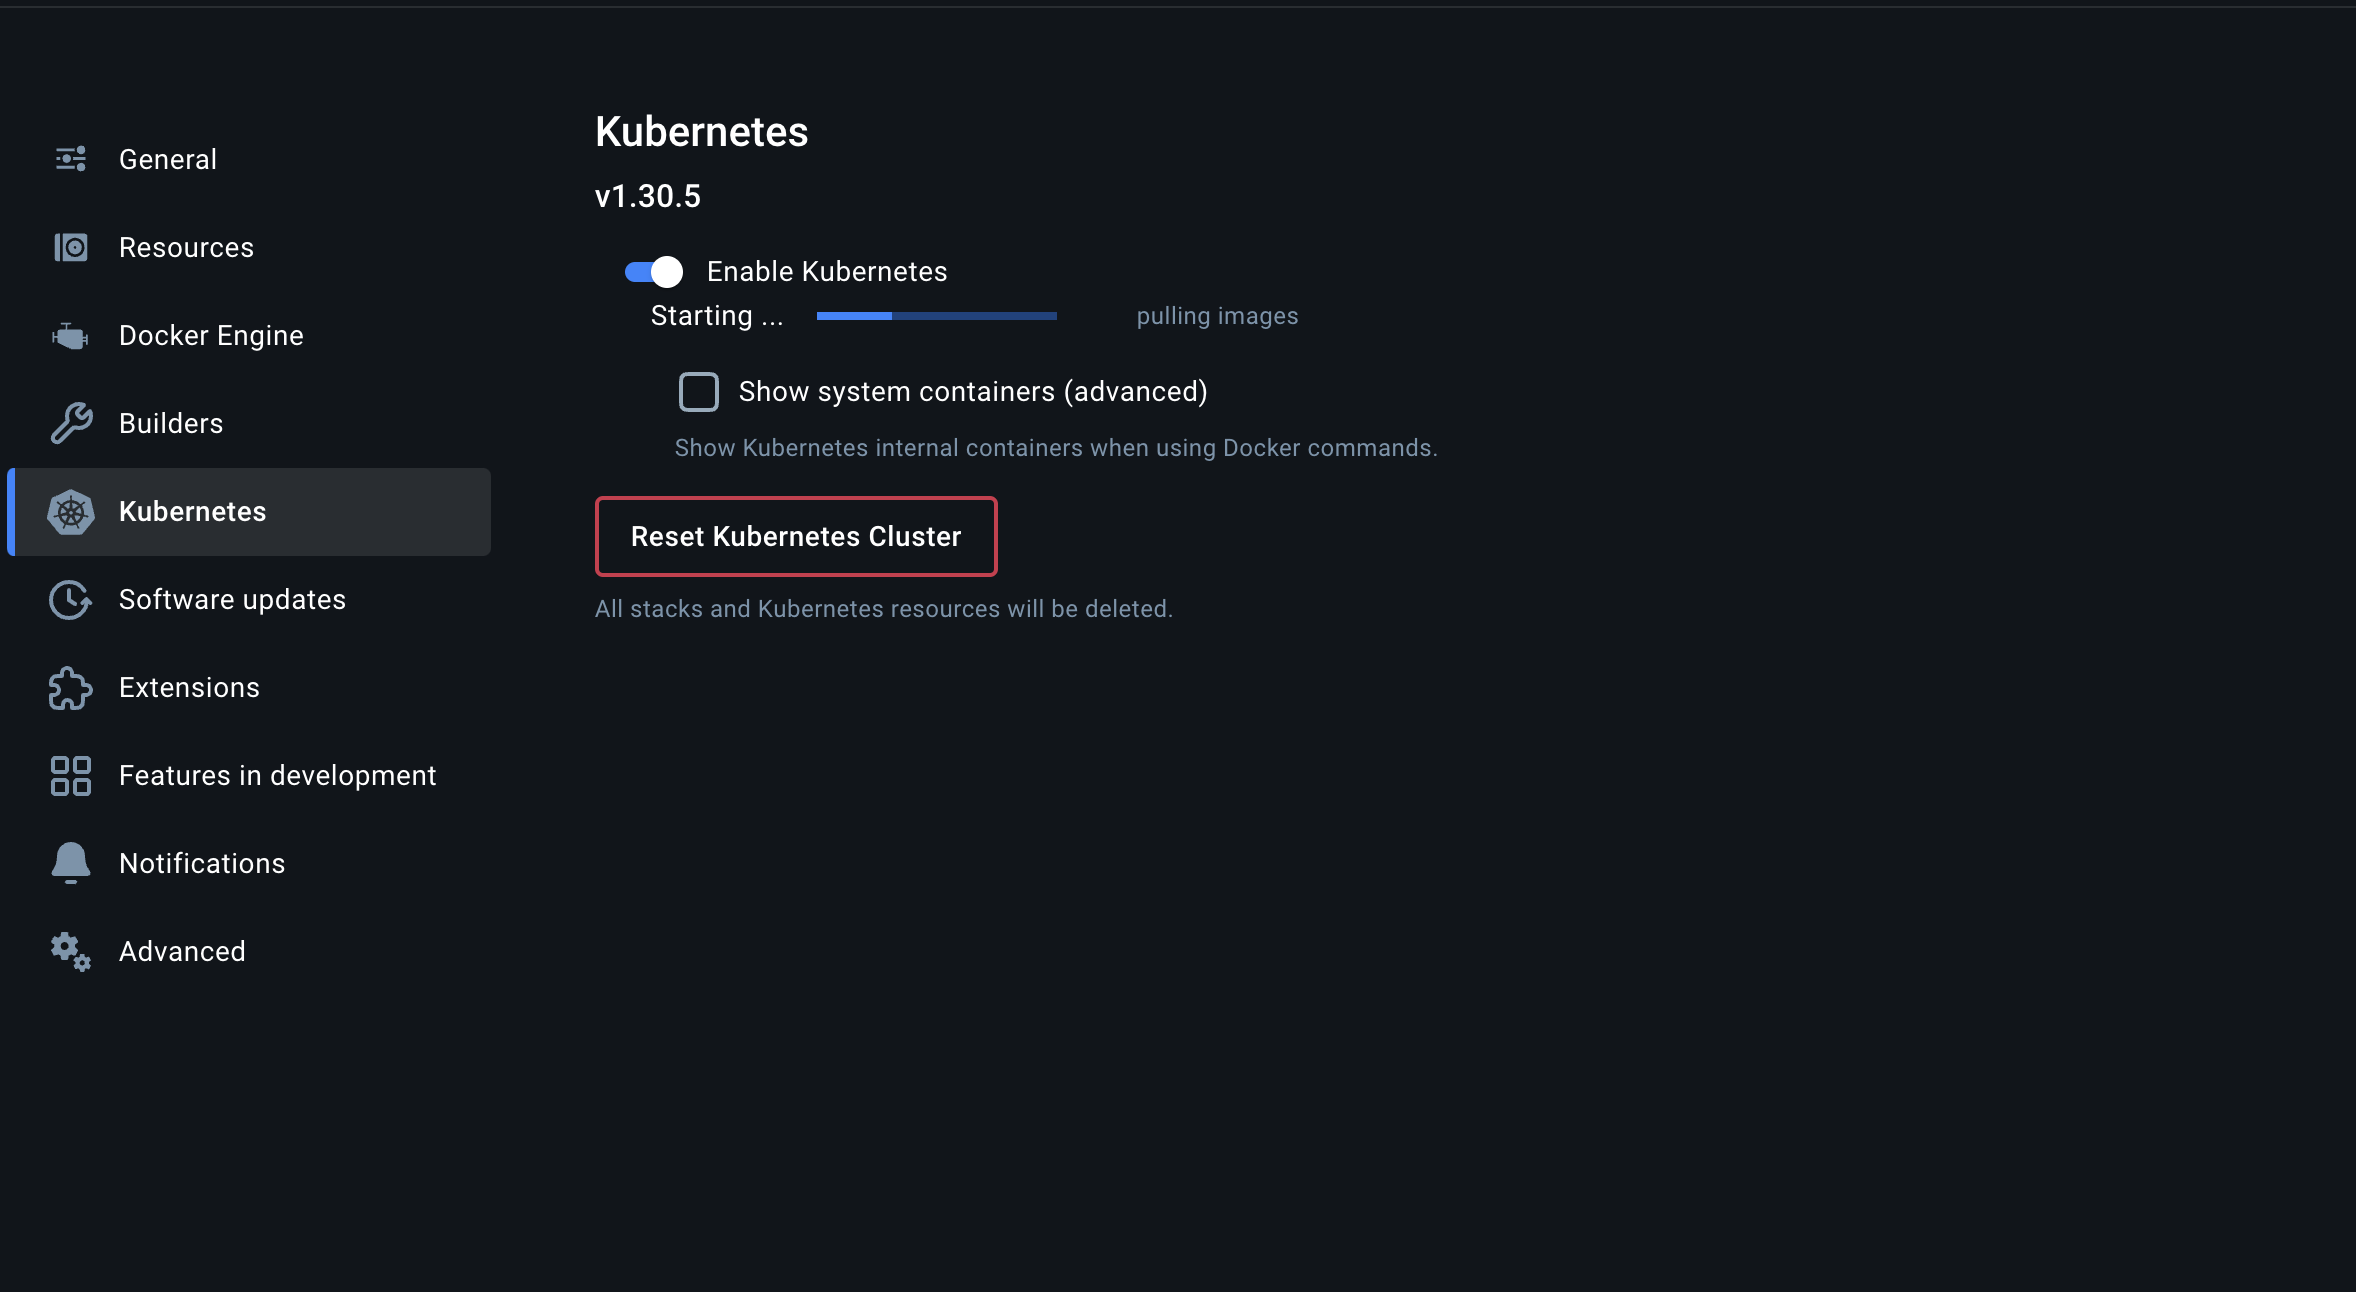 General
Resources
Docker Engine
Builders
Kubernetes
Software updates
Extensions
Features in development
Notifications
Advanced
Kubernetes
v1.30.5
Enable Kubernetes
Starting ... pulling images
Show system containers (advanced)
Show Kubernetes internal containers when using Docker commands.
Reset Kubernetes Cluster
All stacks and Kubernetes resources will be deleted.